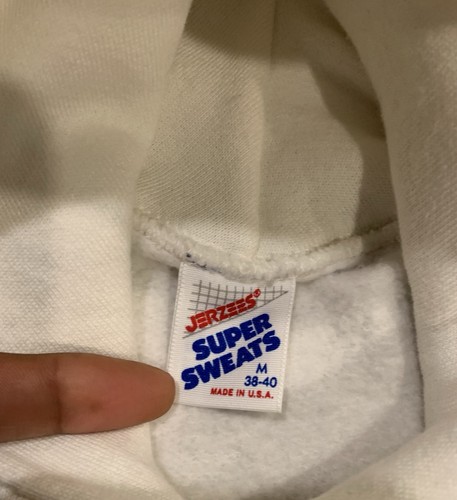 JERZEES®
SUPER
SWEATS
M
38-40
MADE IN U.S.A.